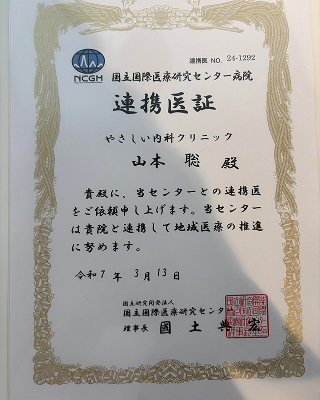 連携医 NO. 24-1292
NCGH
国立国際医療研究センター病院
連携医証
やさしい内科クリニック
山本 聡 殿
貴殿に、当センターとの連携医
をご依頼申し上げます。当センター
は貴院と連携して地域医療の推進
に努めます。
令和7年3月13日
国立研究開発法人
国立国際医療研究センター
理事長 國土 典宏